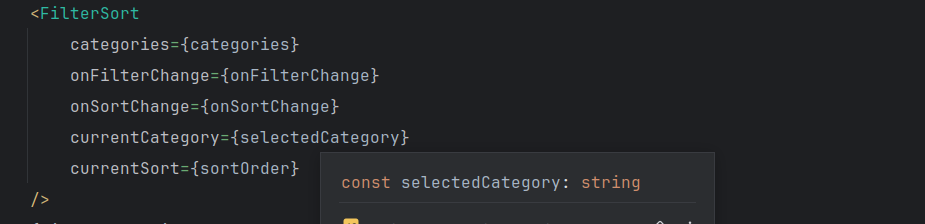 <FilterSort
categories={categories}
onFilterChange={onFilterChange}
onSortChange={onSortChange}
currentCategory={selectedCategory}
currentSort={sortOrder}
/>
const selectedCategory: string